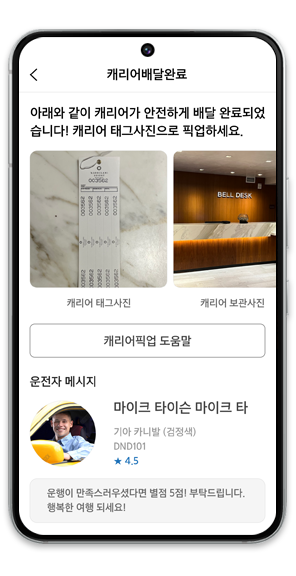 캐리어배달완료
아래와 같이 캐리어가 안전하게 배달 완료되었
습니다! 캐리어 태그사진으로 픽업하세요.
003562
BELL DESK
캐리어 태그사진
캐리어 보관사진
캐리어픽업 도움말
운전자 메시지
마이크 타이슨 마이크 타
기아 카니발 (검정색)
DND101
★ 4.5
운행이 만족스러우셨다면 별점 5점! 부탁드립니다.
행복한 여행 되세요!